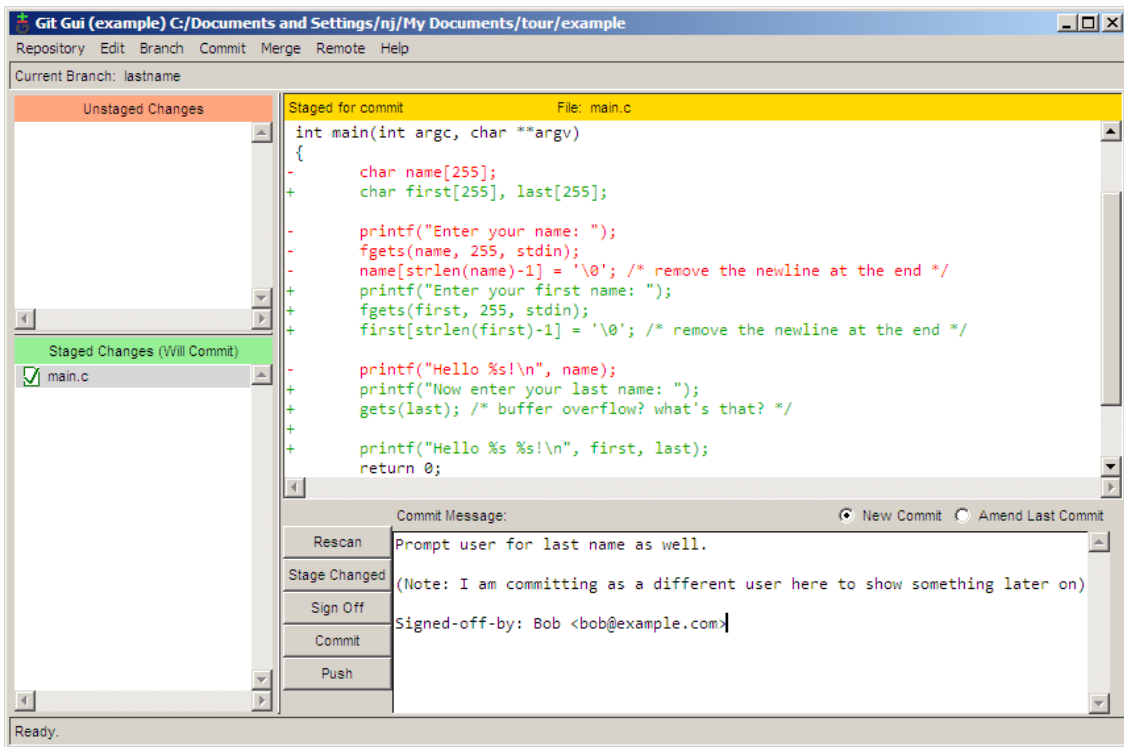 Git Gui (example) C:/Documents and Settings/nj/My Documents/tour/example
Repository Edit Branch Commit Merge Remote Help
Current Branch: lastname
Unstaged Changes
Staged Changes (Will Commit)
main.c
Staged for commit File: main.c
 int main(int argc, char **argv)
 {
-       char name[255];
+       char first[255], last[255];

-       printf("Enter your name: ");
-       fgets(name, 255, stdin);
-       name[strlen(name)-1] = '\0'; /* remove the newline at the end */
+       printf("Enter your first name: ");
+       fgets(first, 255, stdin);
+       first[strlen(first)-1] = '\0'; /* remove the newline at the end */

-       printf("Hello %s!\n", name);
+       printf("Now enter your last name: ");
+       gets(last); /* buffer overflow? what's that? */
+
+       printf("Hello %s %s!\n", first, last);
        return 0;
Commit Message:
New Commit Amend Last Commit
Rescan
Stage Changed
Sign Off
Commit
Push
Prompt user for last name as well.

(Note: I am committing as a different user here to show something later on)

Signed-off-by: Bob <bob@example.com>
Ready.